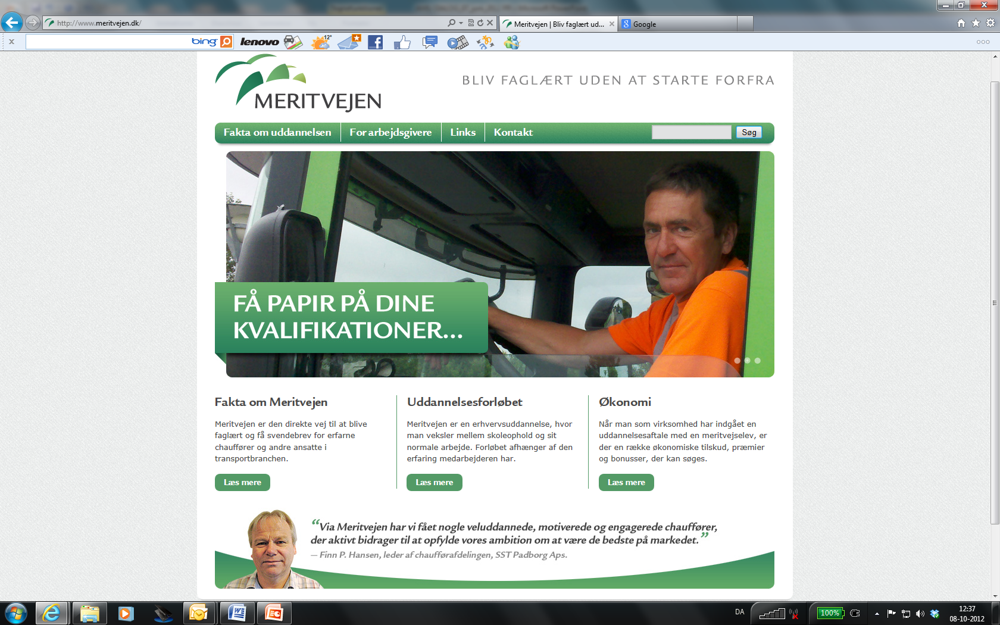 http://www.meritvejen.dk/
Meritvejen | Bliv faglært ud...
Google
bing
lenovo
12°
MERITVEJEN
BLIV FAGLÆRT UDEN AT STARTE FORFRA
Fakta om uddannelsen
For arbejdsgivere
Links
Kontakt
Søg
FÅ PAPIR PÅ DINE
KVALIFIKATIONER...
Fakta om Meritvejen
Meritvejen er den direkte vej til at blive
faglært og få svendebrev for erfarne
chauffører og andre ansatte i
transportbranchen.
Læs mere
Uddannelsesforløbet
Meritvejen er en erhvervsuddannelse, hvor
man veksler mellem skoleophold og sit
normale arbejde. Forløbet afhænger af den
erfaring medarbejderen har.
Læs mere
Økonomi
Når man som virksomhed har indgået en
uddannelsesaftale med en meritvejselev, er
der en række økonomiske tilskud, præmier
og bonusser, der kan søges.
Læs mere
“Via Meritvejen har vi fået nogle veluddannede, motiverede og engagerede chauffører,
der aktivt bidrager til at opfylde vores ambition om at være de bedste på markedet.”
— Finn P. Hansen, leder af chaufførafdelingen, SST Padborg Aps.
DA
100%
12:37
08-10-2012